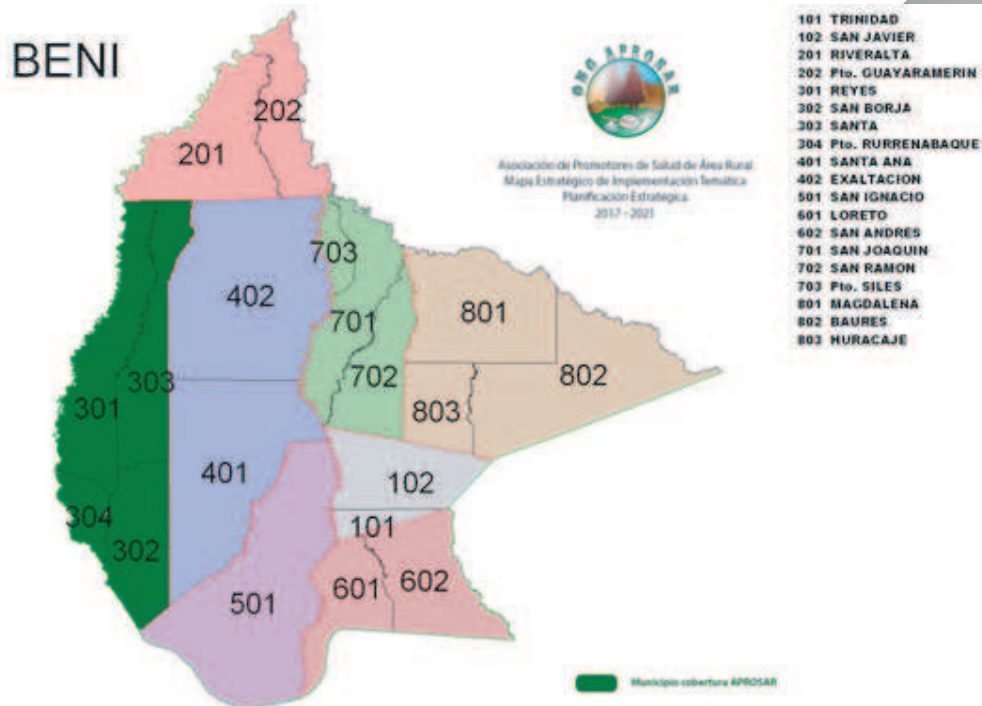 BENI
ONG APROSAR
Asociación de Promotores de Salud de Área Rural
Mapa Estratégico de Implementación Temática
Planificación Estratégica
2017 - 2021
101 TRINIDAD
102 SAN JAVIER
201 RIVERALTA
202 Pto. GUAYARAMERIN
301 REYES
302 SAN BORJA
303 SANTA
304 Pto. RURRENABAQUE
401 SANTA ANA
402 EXALTACION
501 SAN IGNACIO
601 LORETO
602 SAN ANDRES
701 SAN JOAQUIN
702 SAN RAMON
703 Pto. SILES
801 MAGDALENA
802 BAURES
803 HURACAJE
202
201
703
402
701
801
702
802
303
301
803
401
102
304
101
302
601
602
501
Municipio cobertura APROSAR